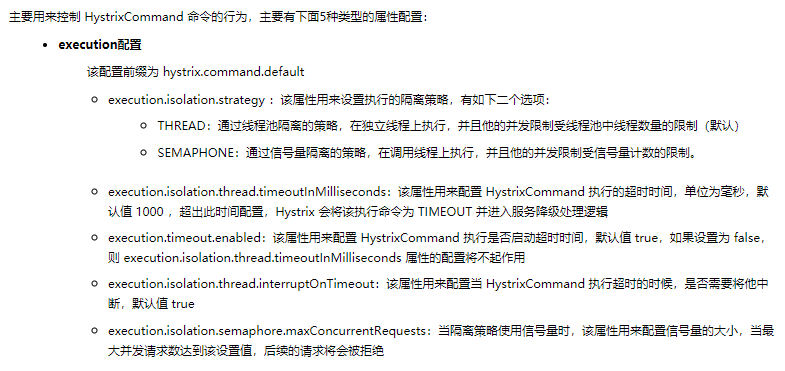 主要用来控制 HystrixCommand 命令的行为，主要有下面5种类型的属性配置：
execution配置
该配置前缀为 hystrix.command.default
execution.isolation.strategy ：该属性用来设置执行的隔离策略，有如下二个选项：
THREAD：通过线程池隔离的策略，在独立线程上执行，并且他的并发限制受线程池中线程数量的限制（默认）
SEMAPHONE：通过信号量隔离的策略，在调用线程上执行，并且他的并发限制受信号量计数的限制。
execution.isolation.thread.timeoutInMilliseconds：该属性用来配置 HystrixCommand 执行的超时时间，单位为毫秒，默
认值 1000 ，超出此时间配置，Hystrix 会将该执行命令为 TIMEOUT 并进入服务降级处理逻辑
execution.timeout.enabled：该属性用来配置 HystrixCommand 执行是否启动超时时间，默认值 true，如果设置为 false，
则 execution.isolation.thread.timeoutInMilliseconds 属性的配置将不起作用
execution.isolation.thread.interruptOnTimeout：该属性用来配置当 HystrixCommand 执行超时的时候，是否需要将他中
断，默认值 true
execution.isolation.semaphore.maxConcurrentRequests：当隔离策略使用信号量时，该属性用来配置信号量的大小，当最
大并发请求数达到该设置值，后续的请求将会被拒绝